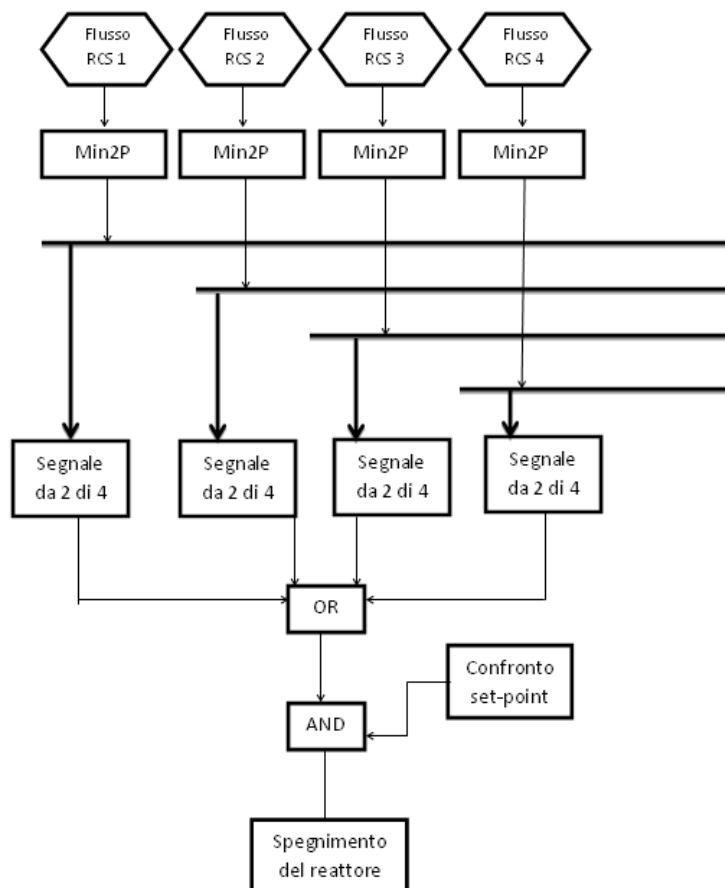 Flusso
RCS 1
Flusso
RCS 2
Flusso
RCS 3
Flusso
RCS 4
Min2P
Min2P
Min2P
Min2P
Segnale
da 2 di 4
Segnale
da 2 di 4
Segnale
da 2 di 4
Segnale
da 2 di 4
OR
Confronto
set-point
AND
Spegnimento
del reattore